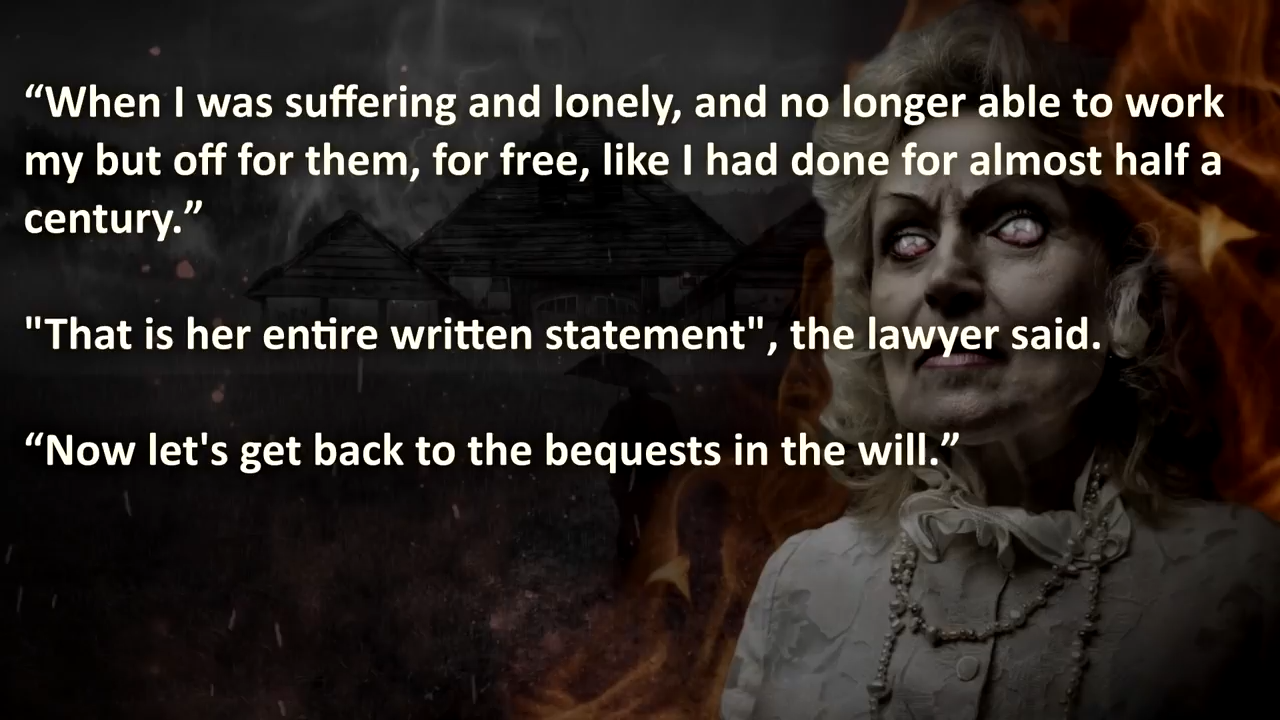 “When I was suffering and lonely, and no longer able to work
my but off for them, for free, like I had done for almost half a
century.”
"That is her entire written statement", the lawyer said.
“Now let's get back to the bequests in the will.”